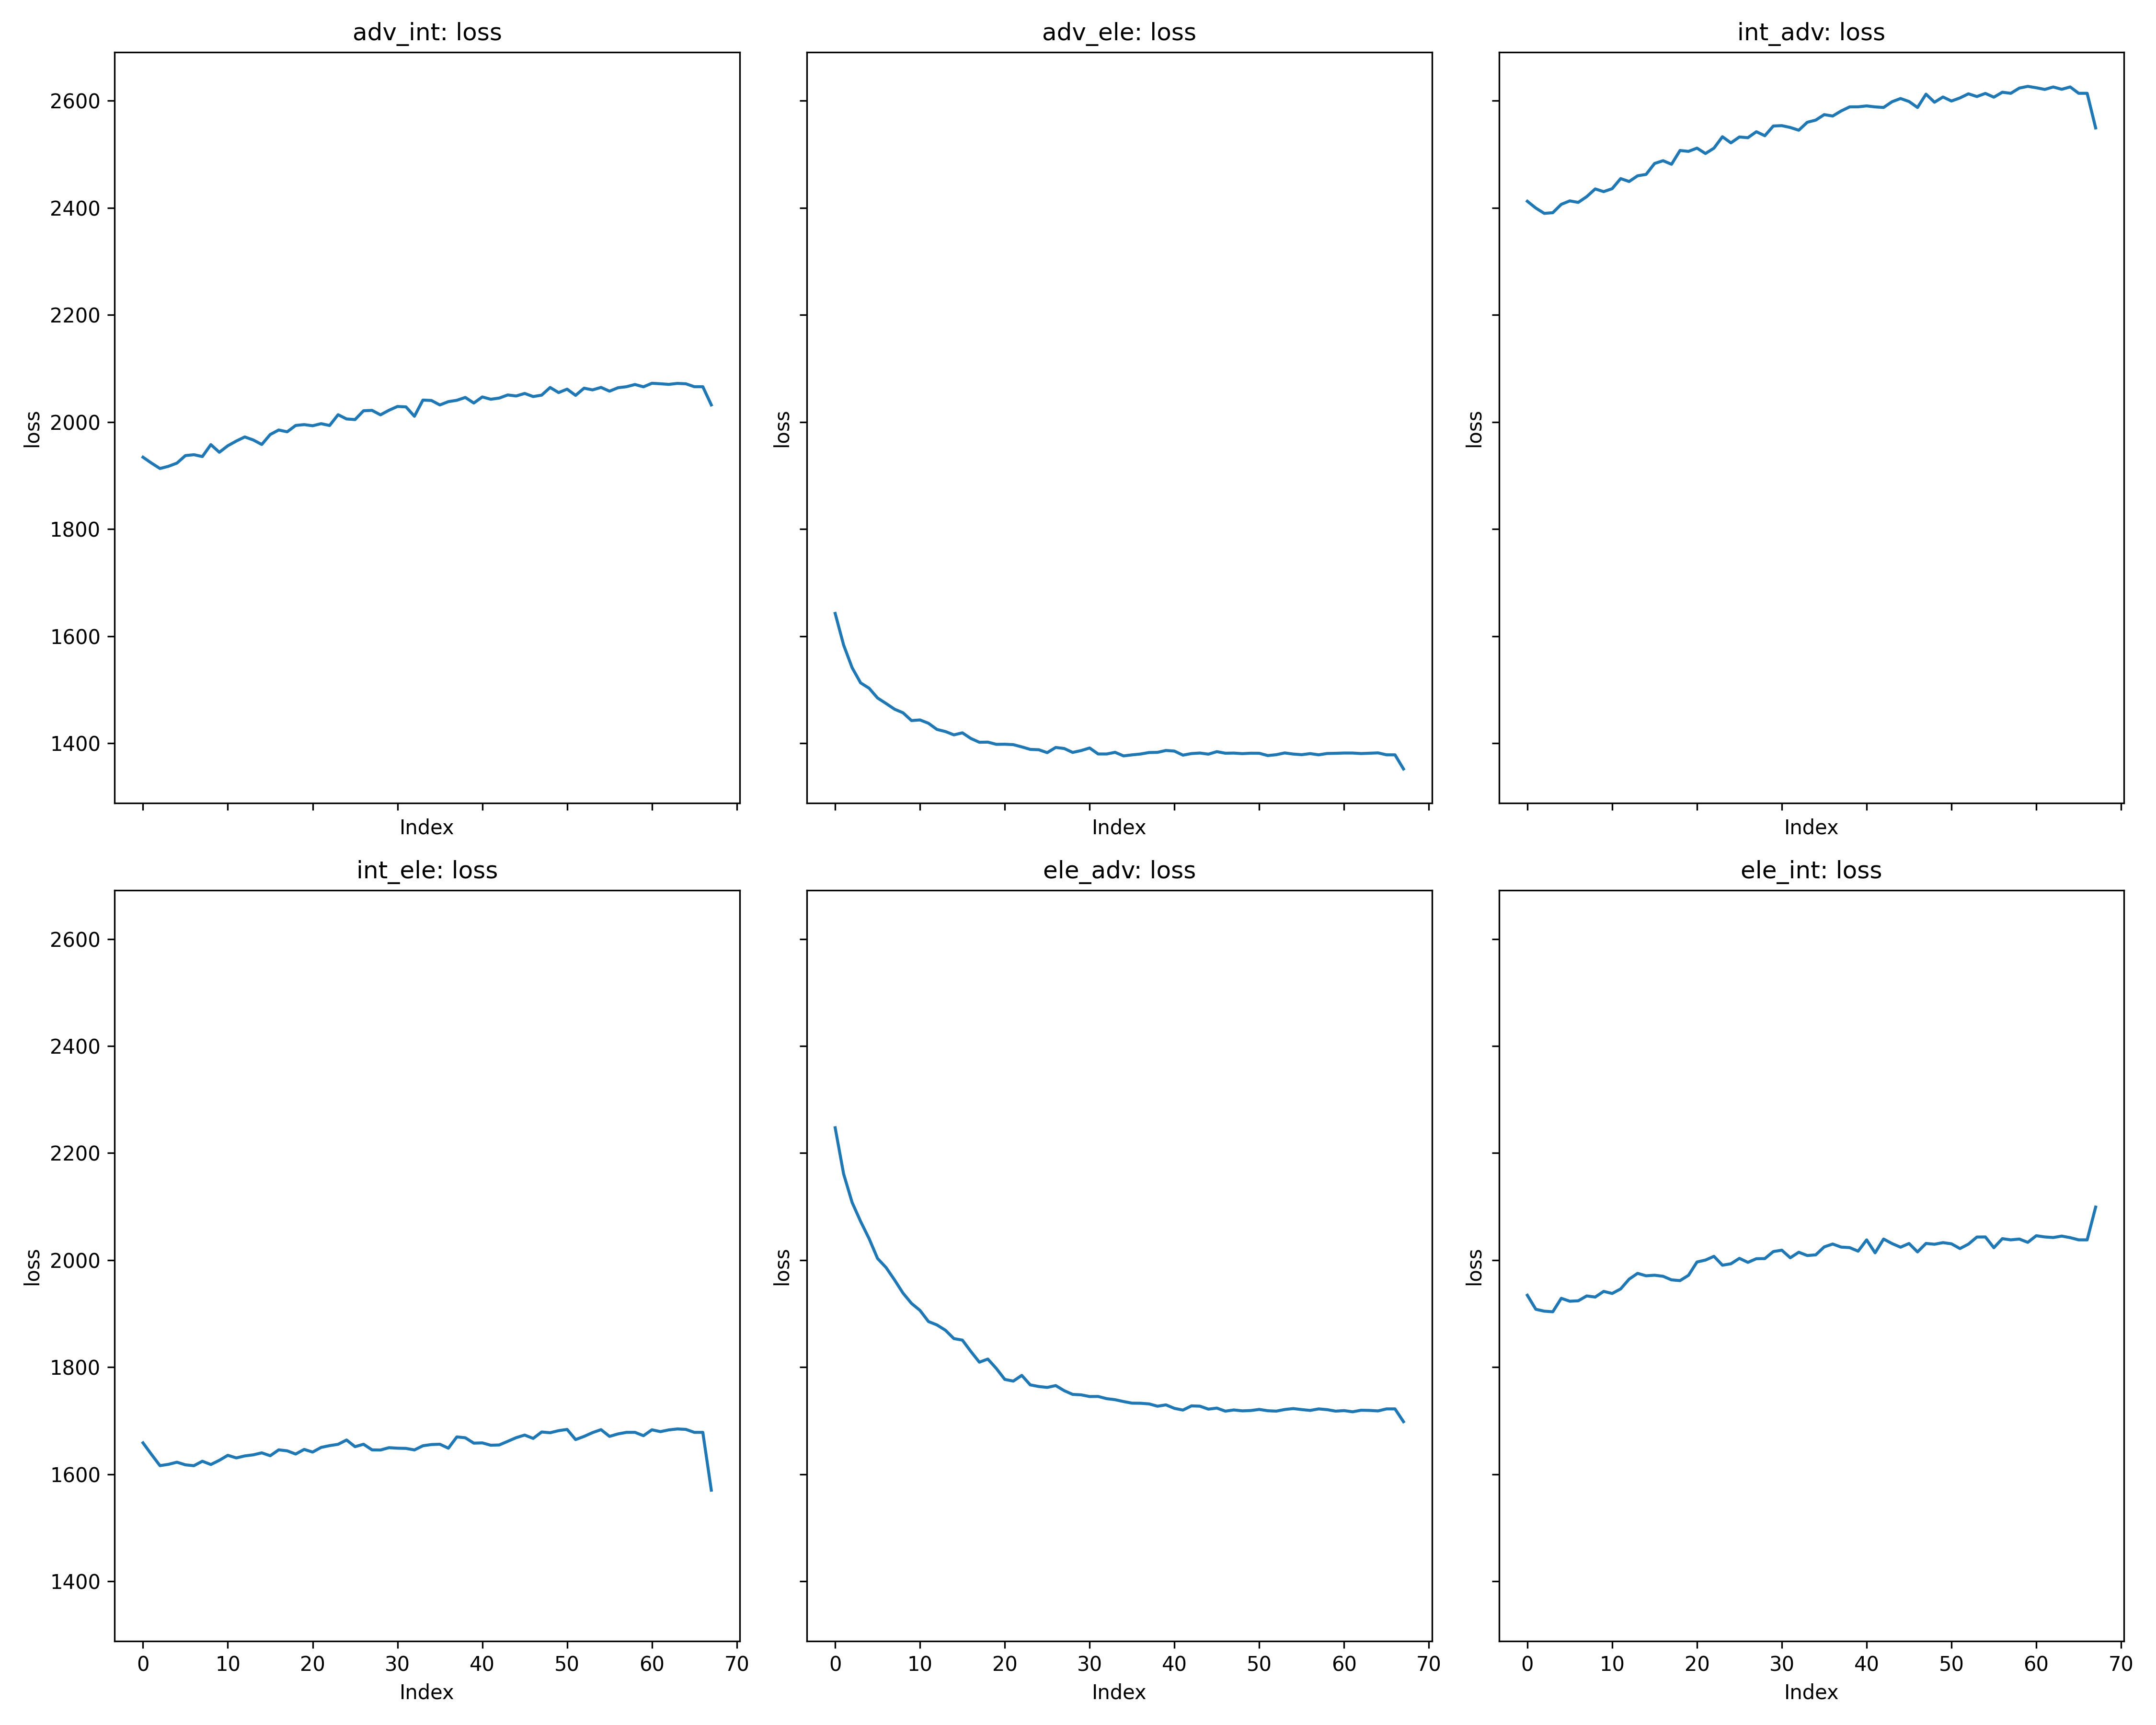 adv_int: loss
adv_ele: loss
int_adv: loss
2600
2400
2200
2000
1800
1600
1400
loss
loss
loss
Index
Index
Index
int_ele: loss
ele_adv: loss
ele_int: loss
2600
2400
2200
2000
1800
1600
1400
loss
loss
loss
0 10 20 30 40 50 60 70
0 10 20 30 40 50 60 70
0 10 20 30 40 50 60 70
Index
Index
Index